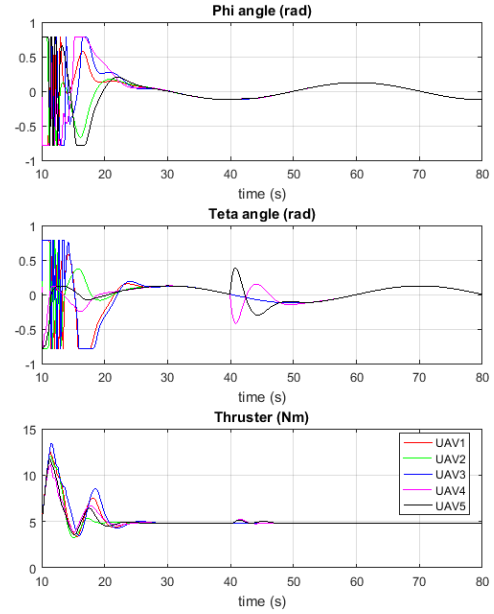 Phi angle (rad)
1
0.5
0
-0.5
-1
10 20 30 40 50 60 70 80
time (s)
Teta angle (rad)
1
0.5
0
-0.5
-1
10 20 30 40 50 60 70 80
time (s)
Thruster (Nm)
15
10
5
0
UAV1
UAV2
UAV3
UAV4
UAV5
10 20 30 40 50 60 70 80
time (s)